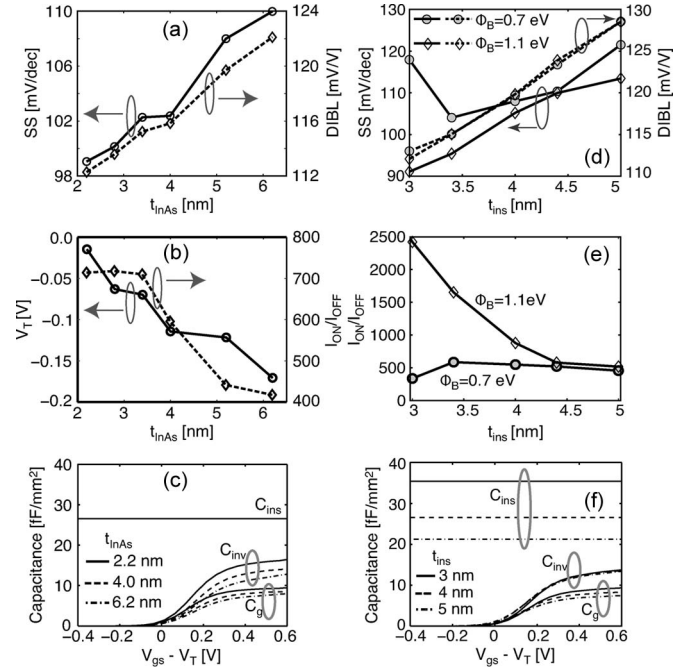 (a)
SS [mV/dec]
110
107
104
101
98
DIBL [mV/V]
124
120
116
112
2 3 4 5 6
t_InAs [nm]
(d)
Φ_B=0.7 eV
Φ_B=1.1 eV
SS [mV/dec]
130
120
110
100
90
DIBL [mV/V]
130
125
120
115
110
3 3.5 4 4.5 5
t_ins [nm]
(b)
V_T [V]
0.0
−0.05
−0.1
−0.15
−0.2
I_ON/I_OFF
800
700
600
500
400
2 3 4 5 6
t_InAs [nm]
(e)
I_ON/I_OFF
2500
2000
1500
1000
500
0
Φ_B=1.1eV
Φ_B=0.7 eV
3 3.5 4 4.5 5
t_ins [nm]
(c)
Capacitance [fF/mm²]
40
30
20
10
0
C_ins
t_InAs
2.2 nm
4.0 nm
6.2 nm
C_inv
C_g
−0.4 −0.2 0 0.2 0.4 0.6
V_gs - V_T [V]
(f)
Capacitance [fF/mm²]
40
30
20
10
0
C_ins
t_ins
3 nm
4 nm
5 nm
C_inv
C_g
−0.4 −0.2 0 0.2 0.4 0.6
V_gs - V_T [V]